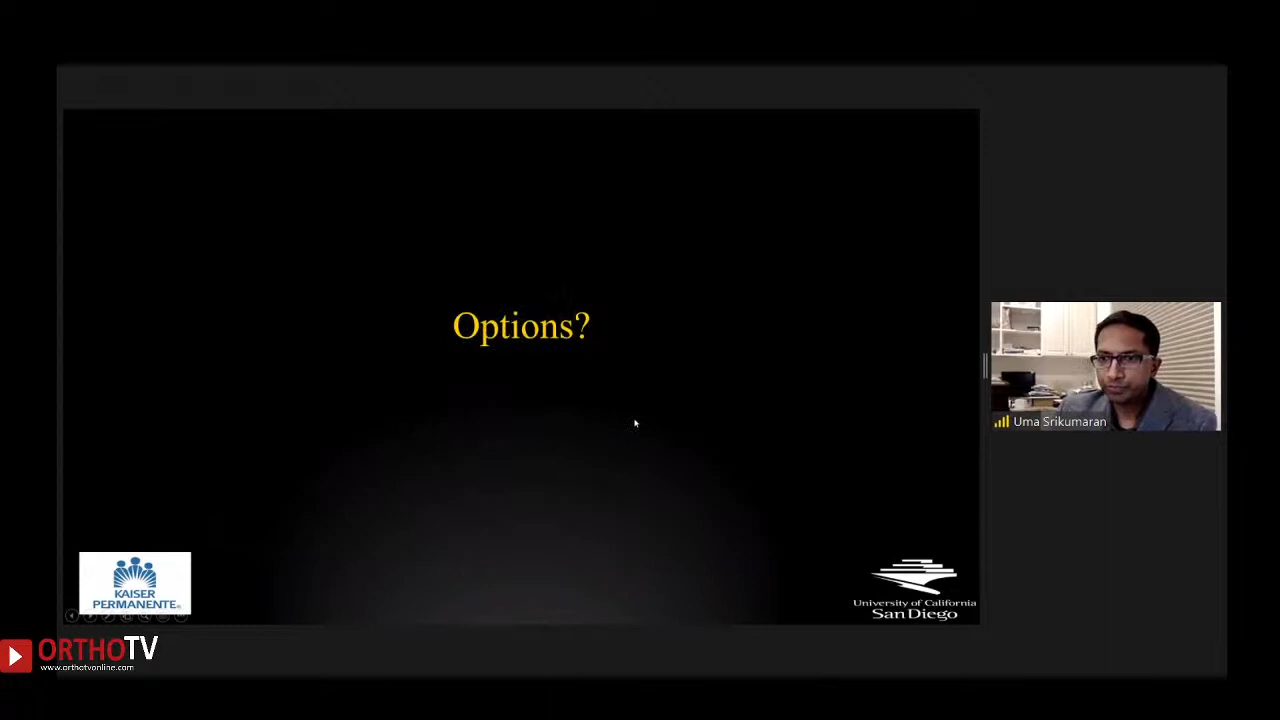 Options?
Uma Srikumaran
KAISER
PERMANENTE®
University of California
San Diego
ORTHOTV
www.orthotvonline.com